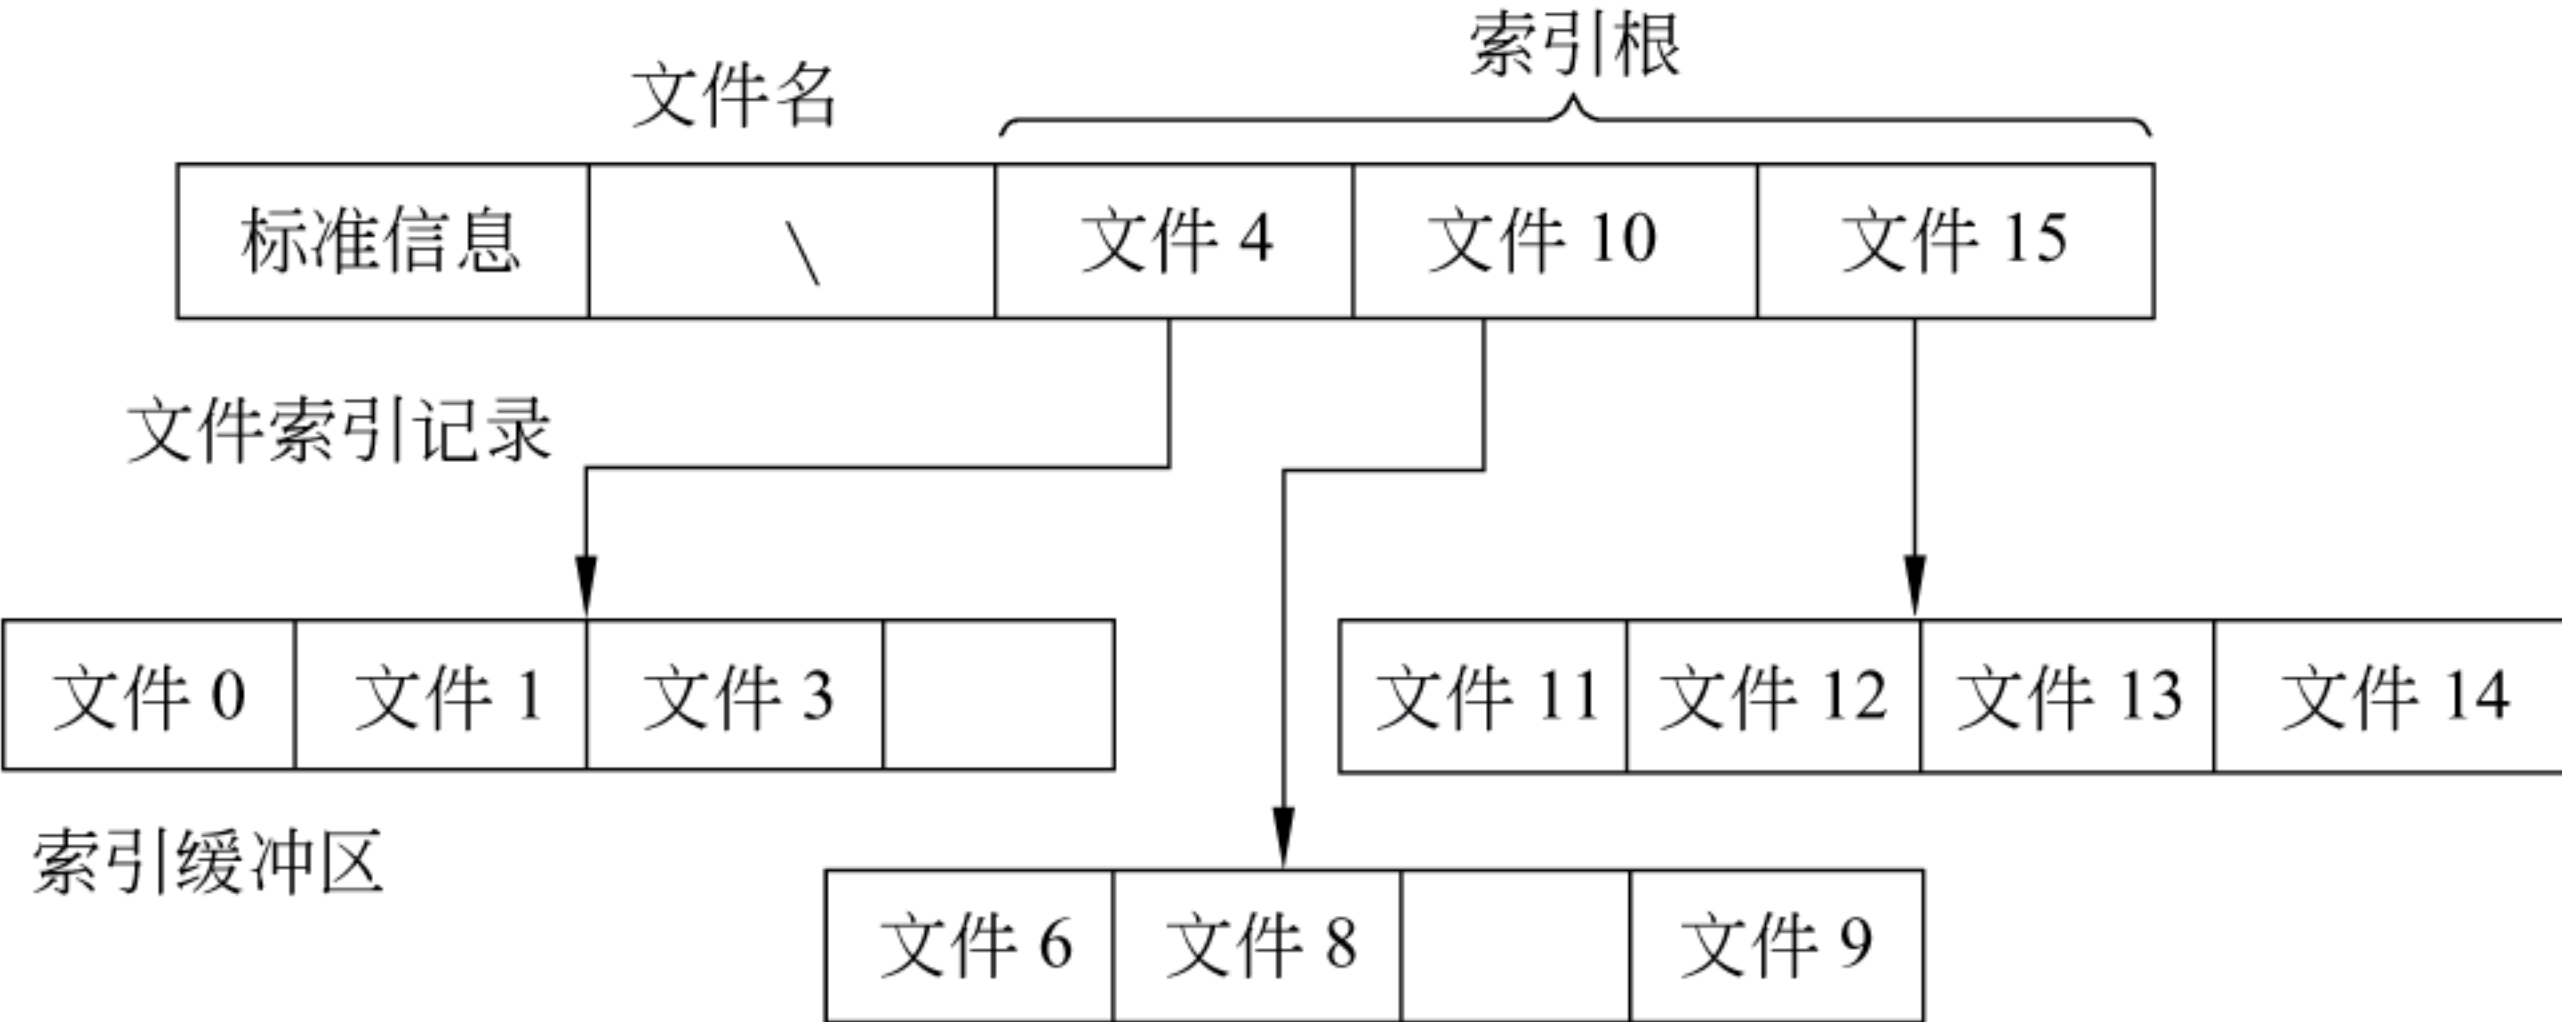 索引根
文件名
标准信息 \ 文件 4 文件 10 文件 15
文件索引记录
文件 0 文件 1 文件 3 文件 11 文件 12 文件 13 文件 14
索引缓冲区
文件 6 文件 8 文件 9